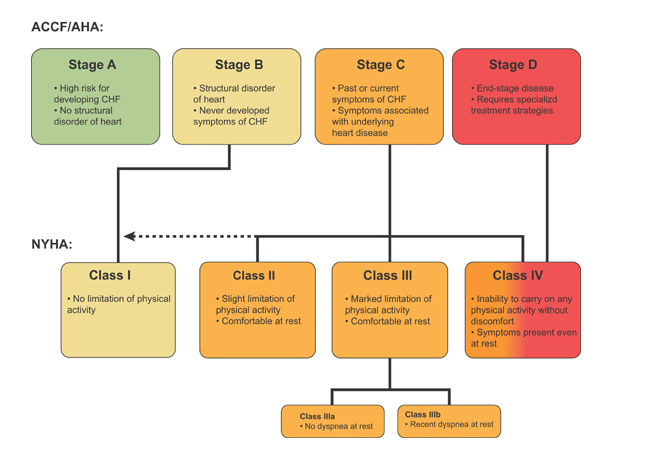 ACCF/AHA:
Stage A
• High risk for
developing CHF
• No structural
disorder of heart
Stage B
• Structural disorder
of heart
• Never developed
symptoms of CHF
Stage C
• Past or current
symptoms of CHF
• Symptoms associated
with underlying
heart disease
Stage D
• End-stage disease
• Requires specializd
treatment strategies
NYHA:
Class I
• No limitation of physical
activity
Class II
• Slight limitation of
physical activity
• Comfortable at rest
Class III
• Marked limitation of
physical activity
• Comfortable at rest
Class IV
• Inability to carry on any
physical activity without
discomfort
• Symptoms present even
at rest
Class IIIa
• No dyspnea at rest
Class IIIb
• Recent dyspnea at rest